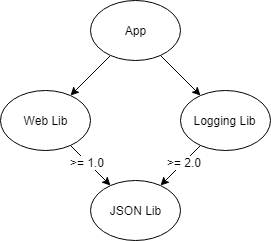 App
Web Lib
Logging Lib
>= 1.0
>= 2.0
JSON Lib